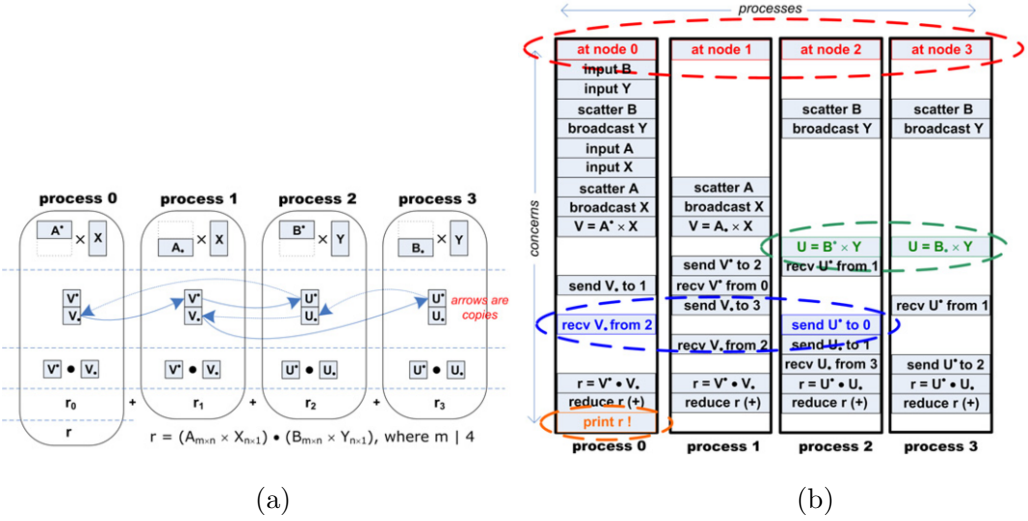 process 0 process 1 process 2 process 3
A• × X A• × X B• × Y B• × Y
V• V• U• U•
V• V• U• U•
arrows are
copies
V• • V• V• • V• U• • U• U• • U•
r₀ + r₁ + r₂ + r₃
r
r = (Aₘ×ₙ × Xₙ×₁) • (Bₘ×ₙ × Yₙ×₁), where m | 4
(a)
processes
concerns
at node 0 at node 1 at node 2 at node 3
input B
input Y
scatter B scatter B scatter B
broadcast Y broadcast Y broadcast Y
input A
input X
scatter A scatter A
broadcast X broadcast X
V = A• × X V = A• × X
U = B• × Y U = B• × Y
send V• to 2 recv U• from 1
send V• to 1 recv V• from 0
send V• to 3 recv U• from 1
recv V• from 2 send U• to 0
recv V• from 2 send U• to 1
recv U• from 3 send U• to 2
r = V• • V• r = V• • V• r = U• • U• r = U• • U•
reduce r (+) reduce r (+) reduce r (+) reduce r (+)
print r !
process 0 process 1 process 2 process 3
(b)